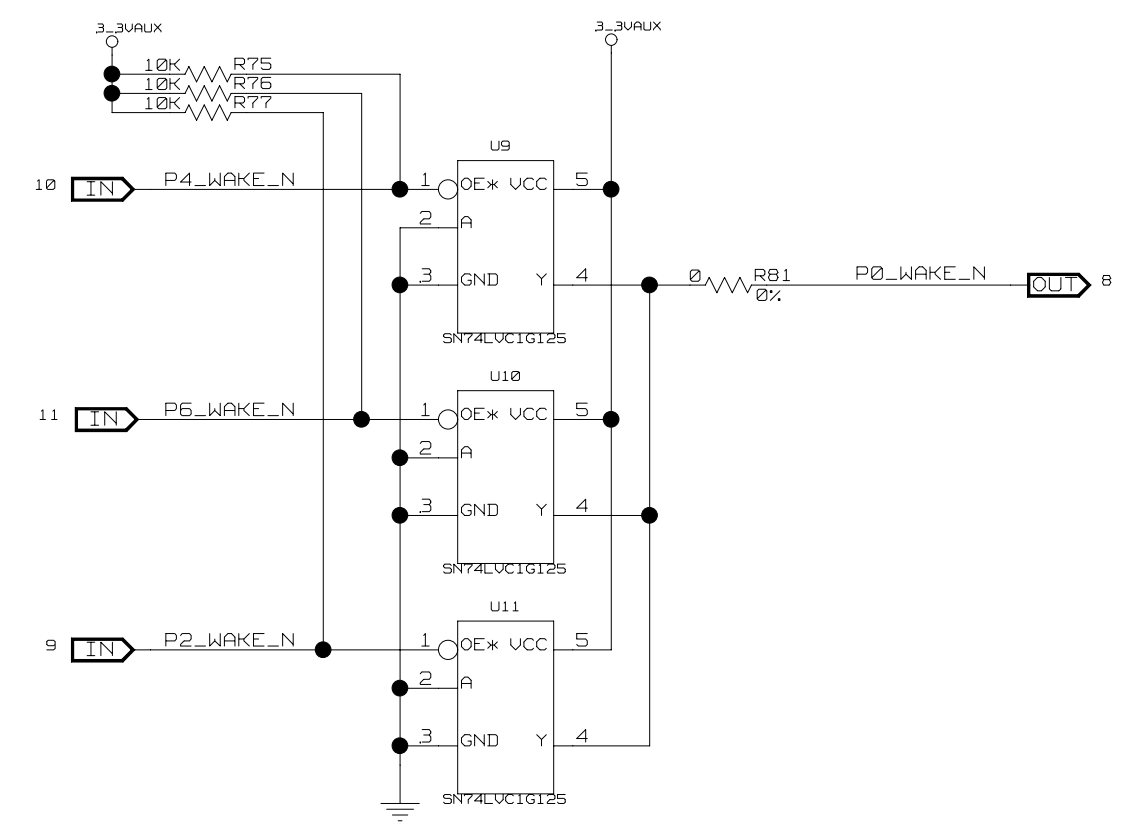 3_3VAUX
3_3VAUX
10K R75
10K R76
10K R77
U9
10 IN P4_WAKE_N 1 OE* VCC 5
2 A
3 GND Y 4 0 R81 P0_WAKE_N OUT 8
0%
SN74LVC1G125
U10
11 IN P6_WAKE_N 1 OE* VCC 5
2 A
3 GND Y 4
SN74LVC1G125
U11
9 IN P2_WAKE_N 1 OE* VCC 5
2 A
3 GND Y 4
SN74LVC1G125